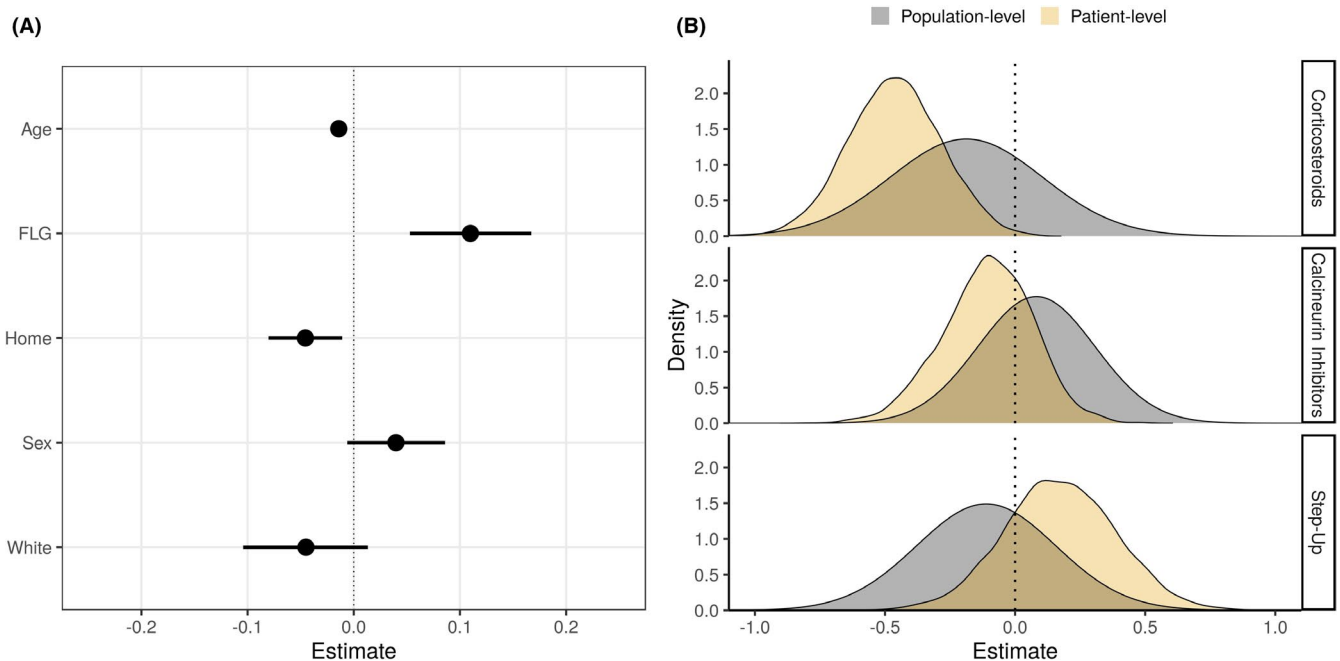 (A)
Age
FLG
Home
Sex
White
-0.2 -0.1 0.0 0.1 0.2
Estimate
(B)
Population-level Patient-level
Density
2.0
1.5
1.0
0.5
0.0
Corticosteroids
2.0
1.5
1.0
0.5
0.0
Calcineurin Inhibitors
2.0
1.5
1.0
0.5
0.0
Step-Up
-1.0 -0.5 0.0 0.5 1.0
Estimate